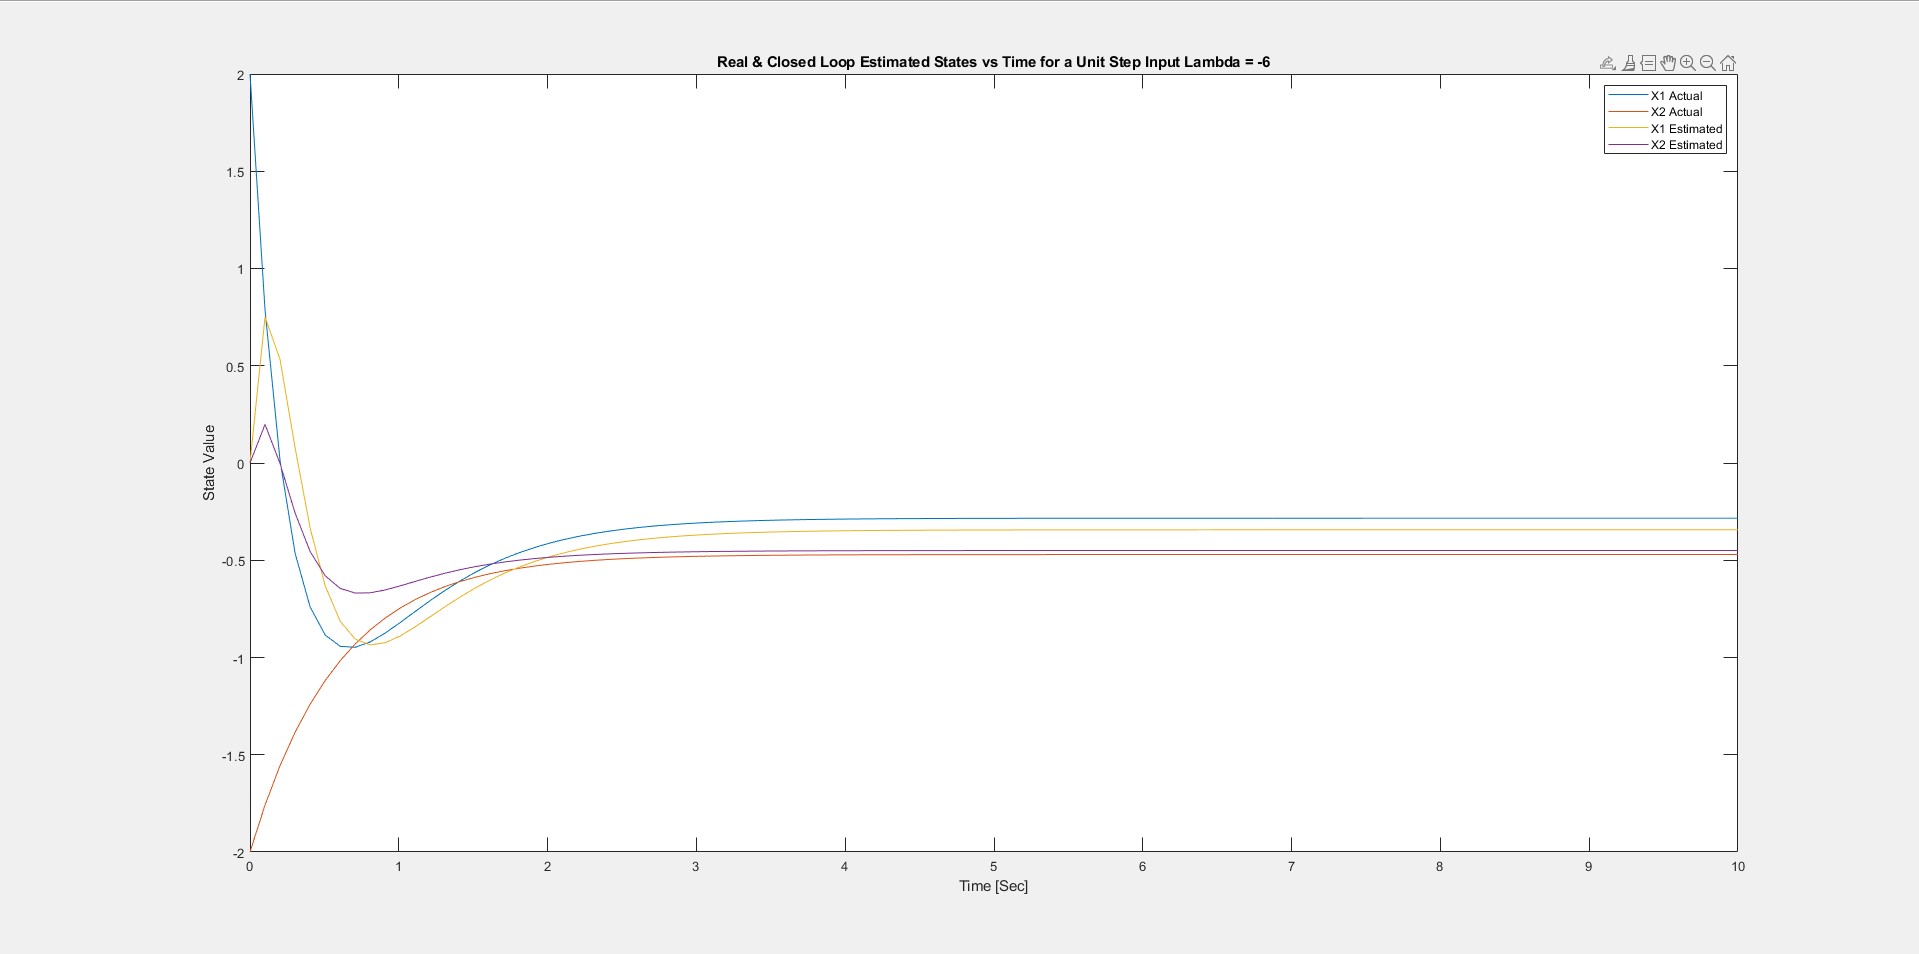 Real & Closed Loop Estimated States vs Time for a Unit Step Input Lambda = -6
X1 Actual
X2 Actual
X1 Estimated
X2 Estimated
2
1.5
1
0.5
0
-0.5
-1
-1.5
-2
State Value
0 1 2 3 4 5 6 7 8 9 10
Time [Sec]